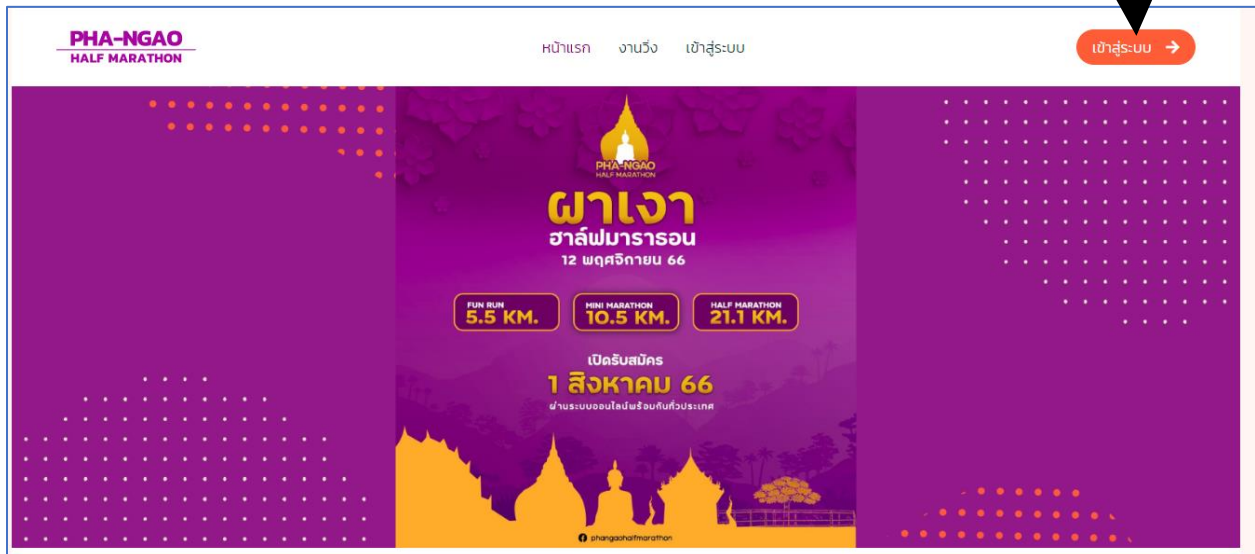 PHA-NGAO
HALF MARATHON
หน้าแรก งานวิ่ง เข้าสู่ระบบ
เข้าสู่ระบบ →
PHA-NGAO
HALF MARATHON
ผาเงา
ฮาล์ฟมาราธอน
12 พฤศจิกายน 66
FUN RUN
5.5 KM.
MINI MARATHON
10.5 KM.
HALF MARATHON
21.1 KM.
เปิดรับสมัคร
1 สิงหาคม 66
ผ่านระบบออนไลน์พร้อมกันทั่วประเทศ
phangaohalfmarathon